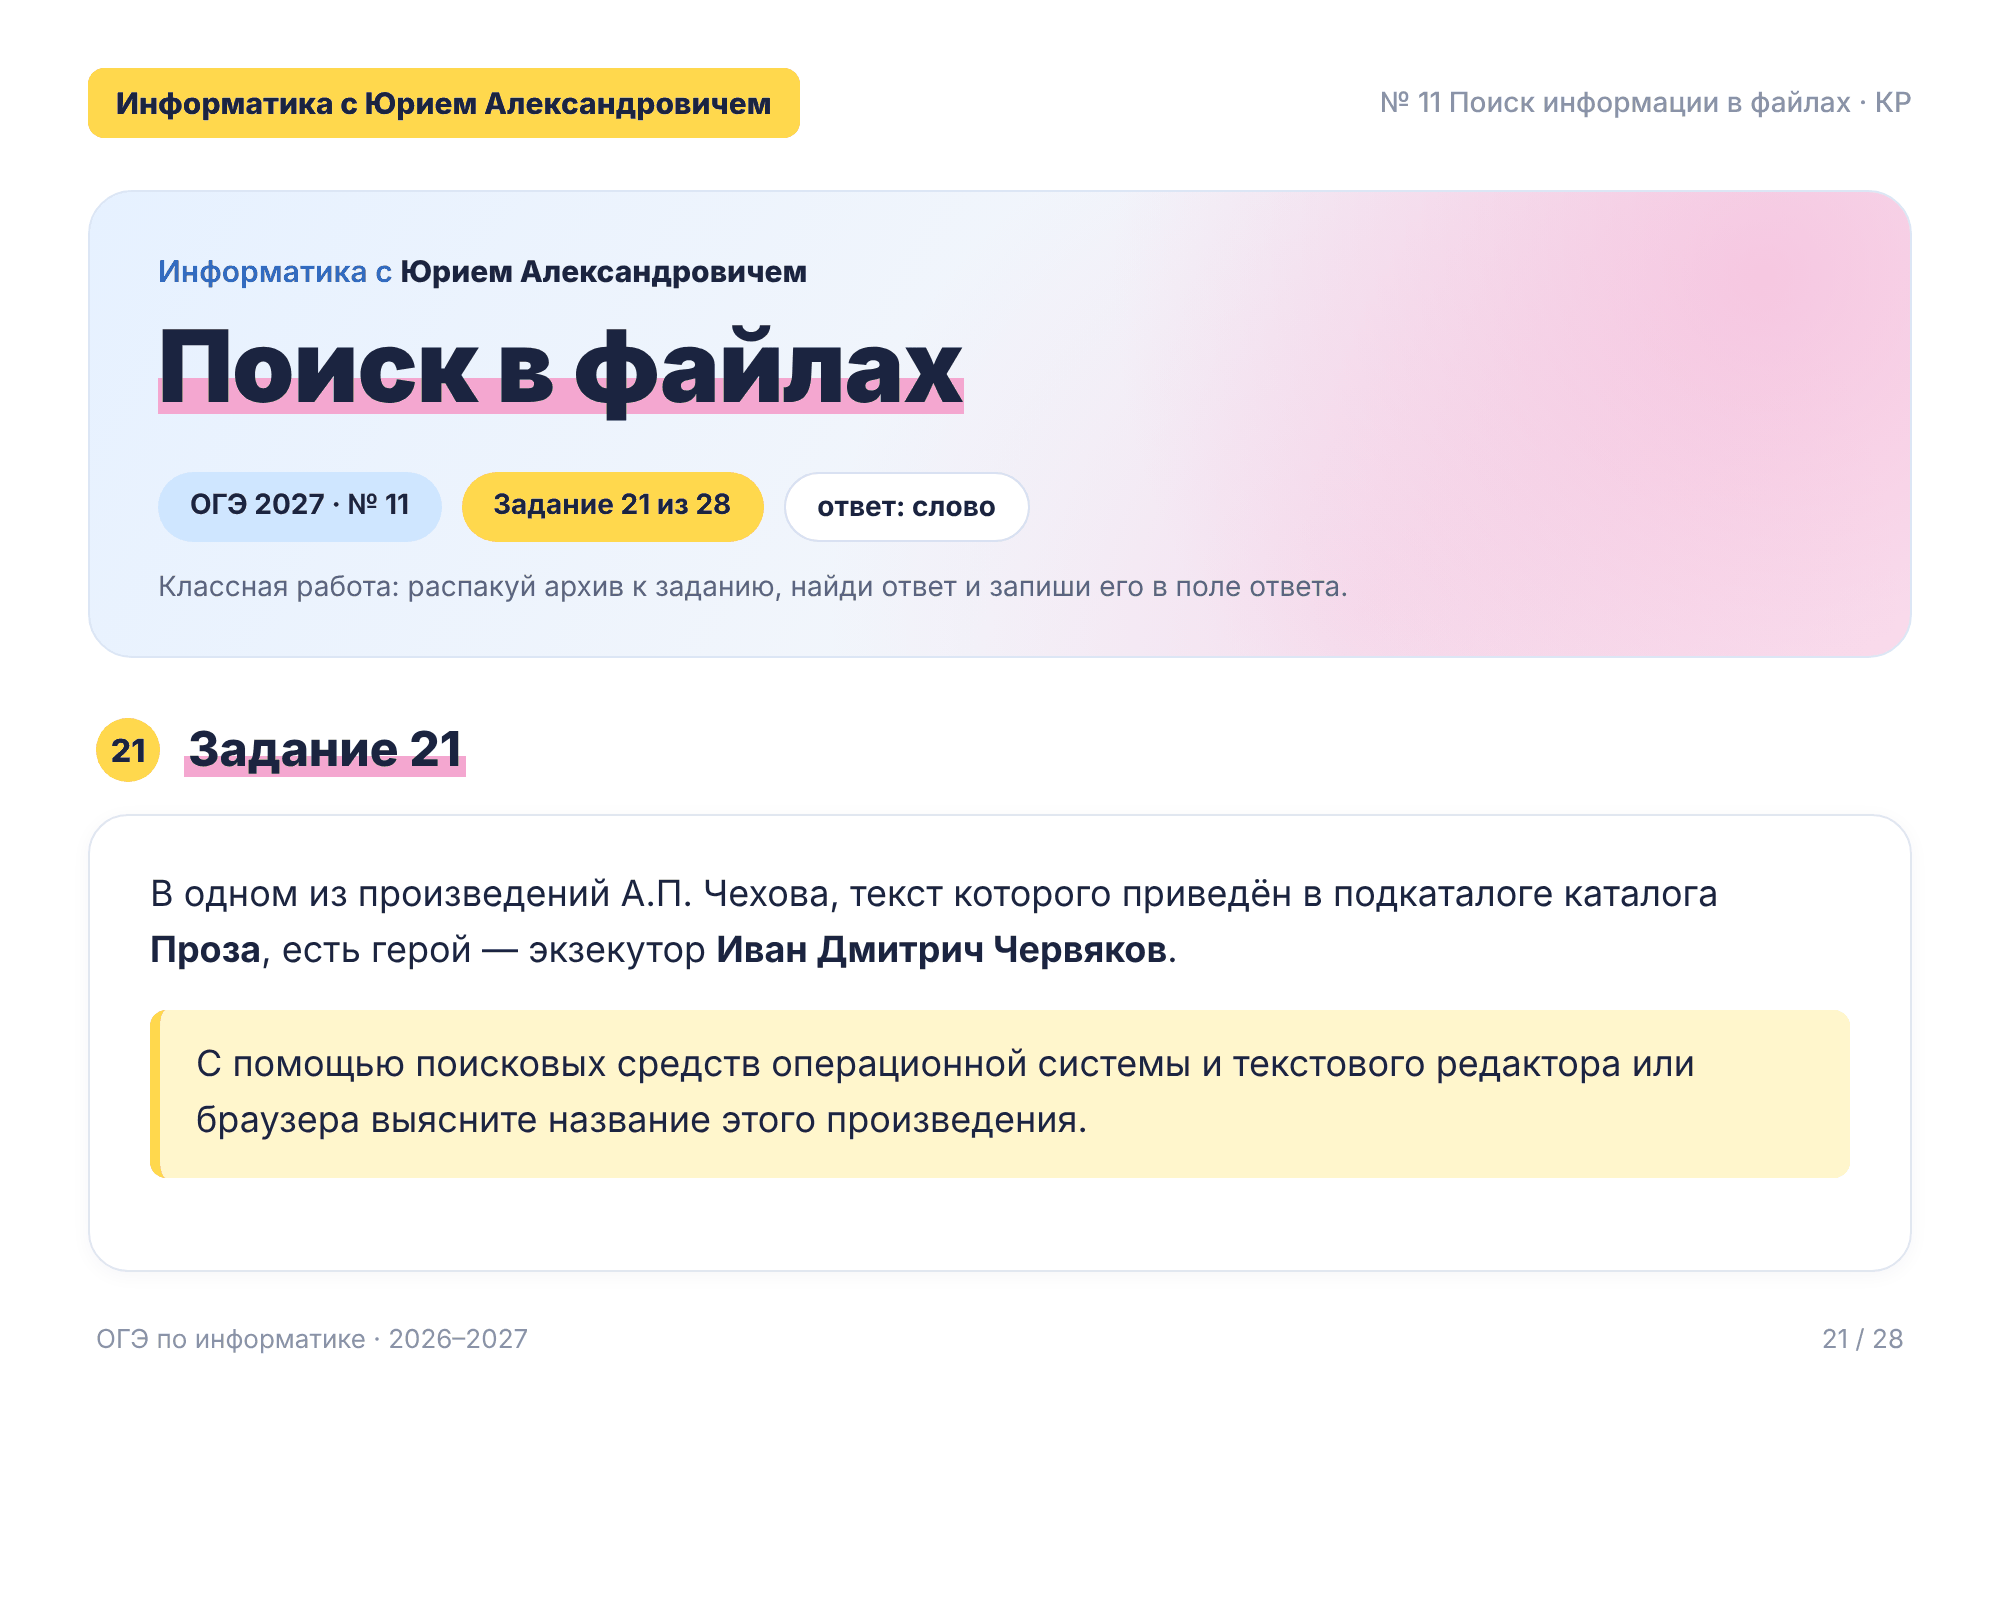 Информатика с Юрием Александровичем
№ 11 Поиск информации в файлах · КР
Информатика с Юрием Александровичем
Поиск в файлах
ОГЭ 2027 · № 11
Задание 21 из 28
ответ: слово
Классная работа: распакуй архив к заданию, найди ответ и запиши его в поле ответа.
21
Задание 21
В одном из произведений А.П. Чехова, текст которого приведён в подкаталоге каталога
Проза, есть герой — экзекутор Иван Дмитрич Червяков.
С помощью поисковых средств операционной системы и текстового редактора или
браузера выясните название этого произведения.
ОГЭ по информатике · 2026–2027
21 / 28